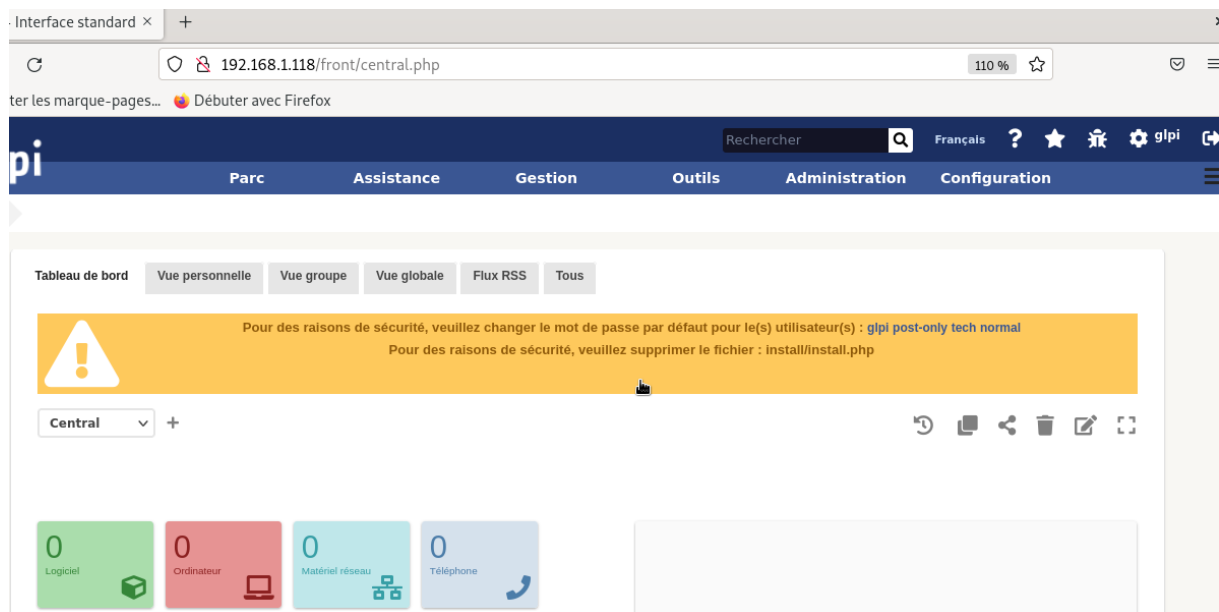 Interface standard × +
192.168.1.118/front/central.php 110 %
ter les marque-pages... Débuter avec Firefox
Rechercher Français ? glpi
pi
Parc Assistance Gestion Outils Administration Configuration
Tableau de bord Vue personnelle Vue groupe Vue globale Flux RSS Tous
Pour des raisons de sécurité, veuillez changer le mot de passe par défaut pour le(s) utilisateur(s) : glpi post-only tech normal
Pour des raisons de sécurité, veuillez supprimer le fichier : install/install.php
Central +
0 0 0 0
Logiciel Ordinateur Matériel réseau Téléphone